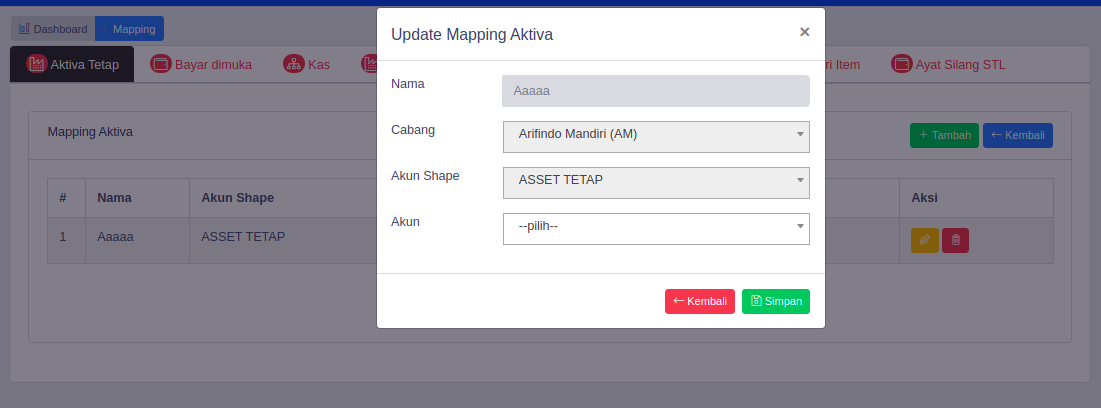 Dashboard Mapping
Update Mapping Aktiva ×
Aktiva Tetap Bayar dimuka Kas ri Item Ayat Silang STL
Nama Aaaaa
Mapping Aktiva
Cabang Arifindo Mandiri (AM)
+ Tambah ← Kembali
Akun Shape ASSET TETAP
# Nama Akun Shape Aksi
Akun --pilih--
1 Aaaaa ASSET TETAP
← Kembali Simpan